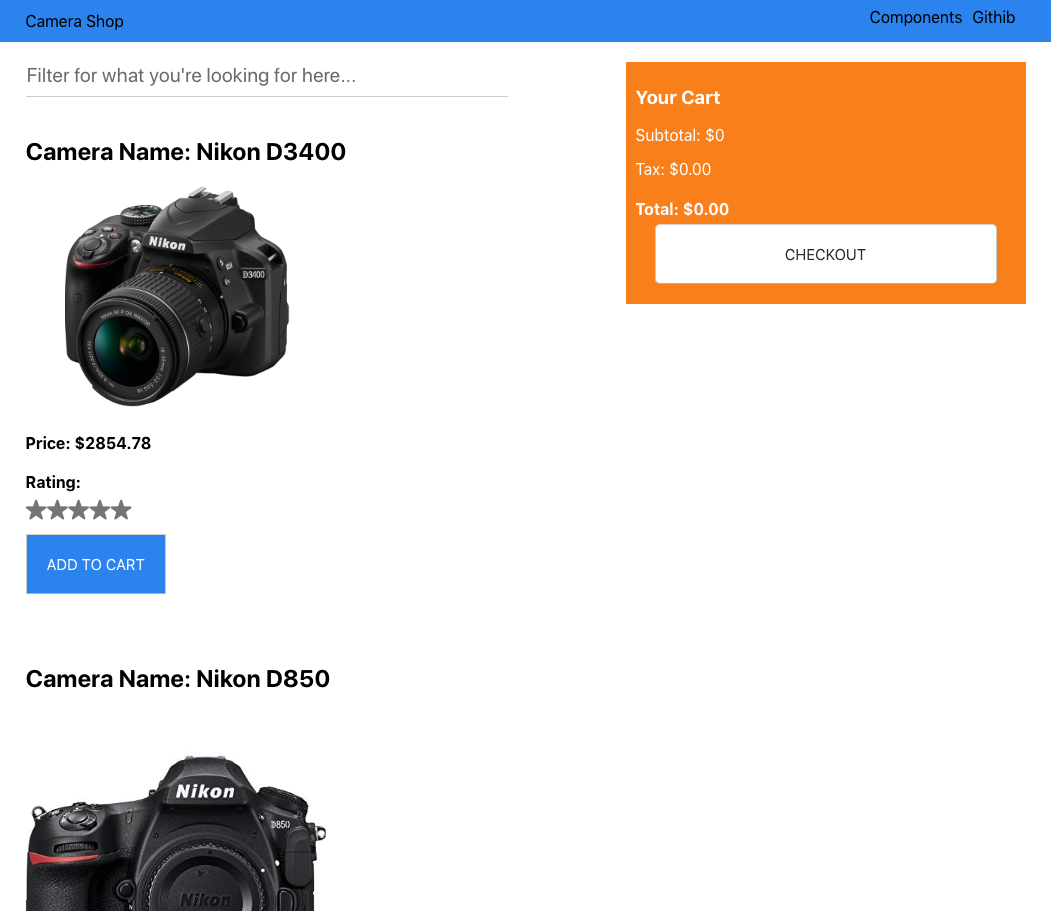 Camera Shop
Components Githib
Filter for what you're looking for here...
Your Cart
Subtotal: $0
Tax: $0.00
Total: $0.00
CHECKOUT
Camera Name: Nikon D3400
Nikon
D3400
Price: $2854.78
Rating:
ADD TO CART
Camera Name: Nikon D850
Nikon
D850
Nikon